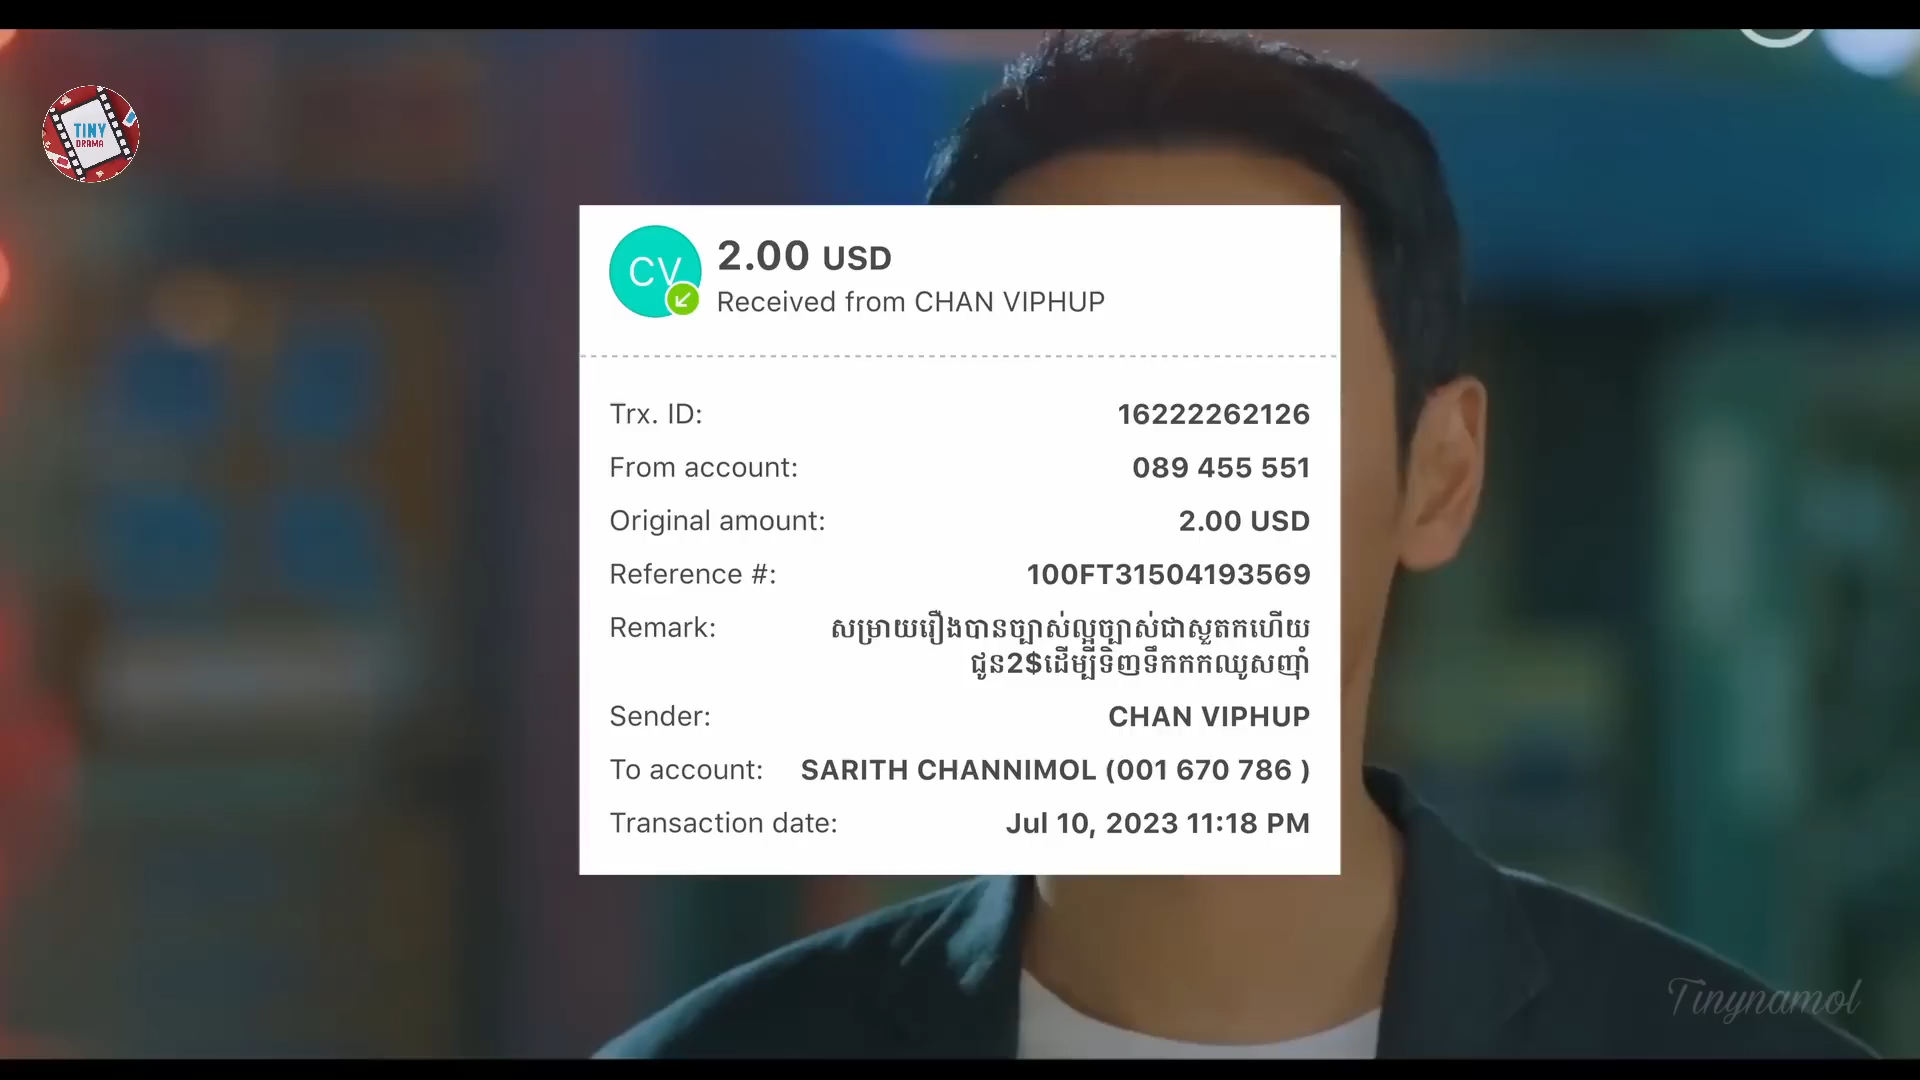 TINY
DRAMA
CV
2.00 USD
Received from CHAN VIPHUP
Trx. ID: 16222262126
From account: 089 455 551
Original amount: 2.00 USD
Reference #: 100FT31504193569
Remark: សម្រាយរឿងបានច្បាស់ល្អច្បាស់ជាស្ងួតកហើយ
ជូន2$ដើម្បីទិញទឹកកកឈូសញ៉ាំ
Sender: CHAN VIPHUP
To account: SARITH CHANNIMOL (001 670 786 )
Transaction date: Jul 10, 2023 11:18 PM
Tinynamol